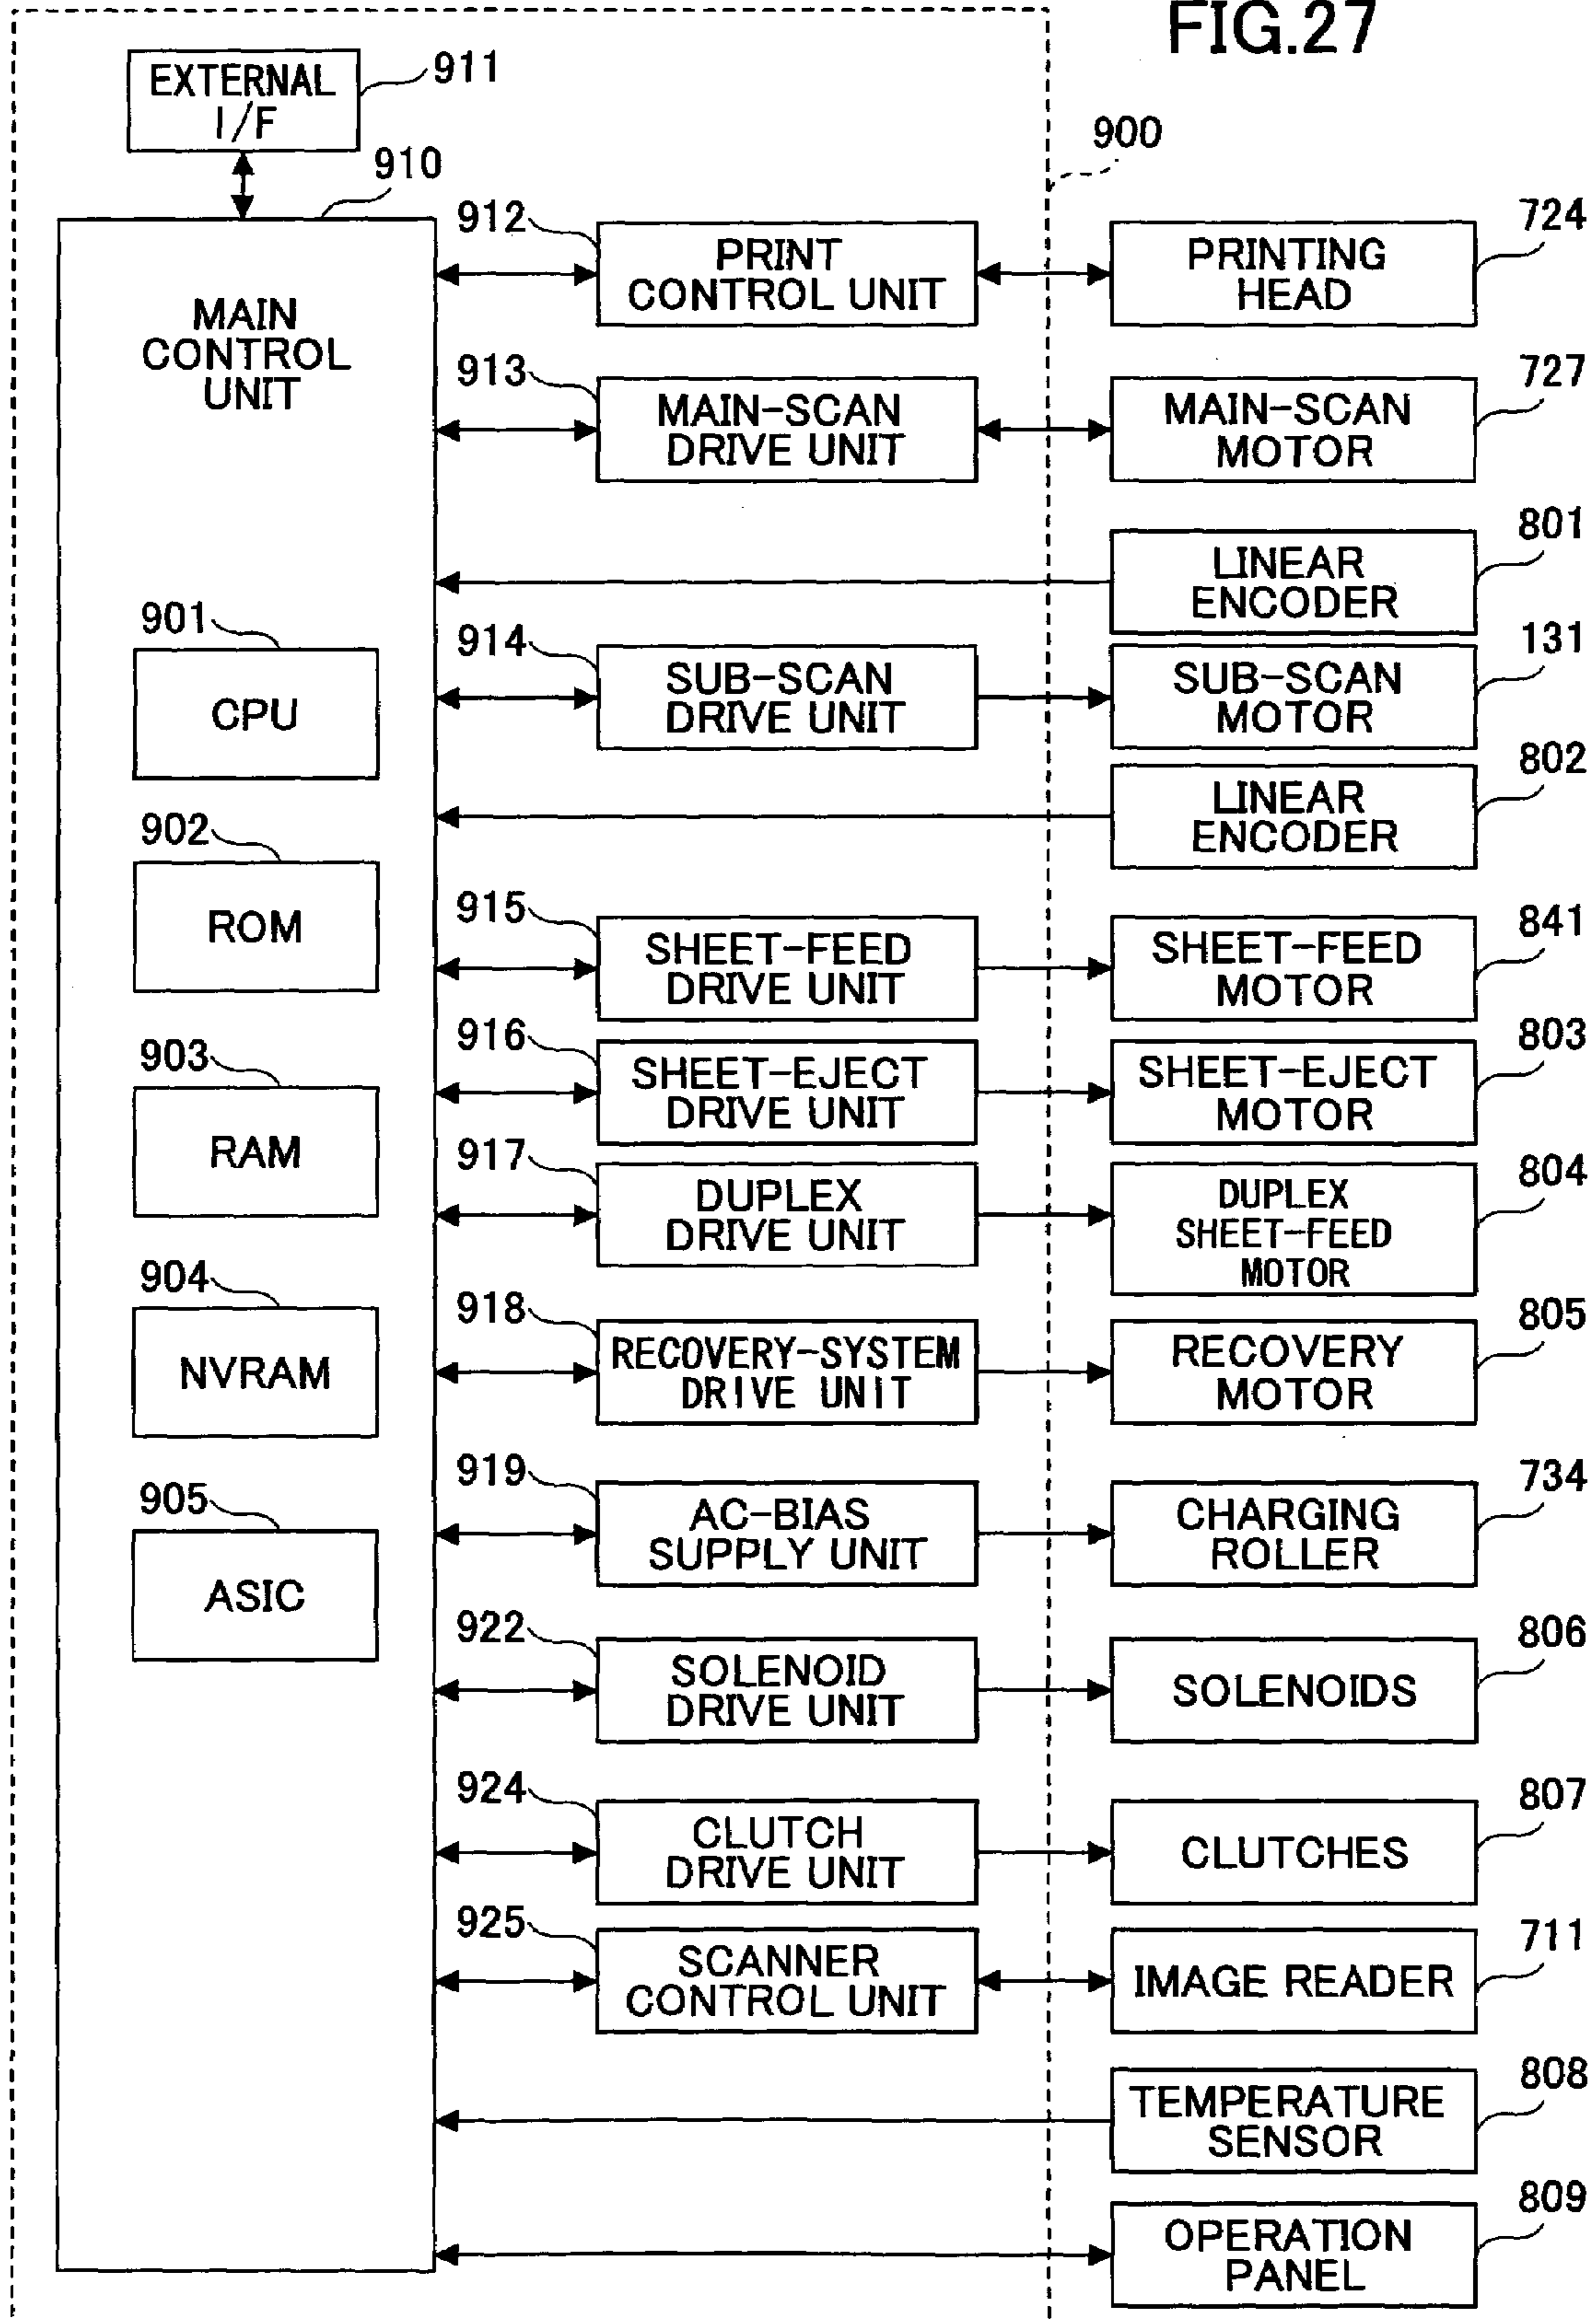 FIG.27
EXTERNAL
I/F
911
910
900
MAIN
CONTROL
UNIT
912
PRINT
CONTROL UNIT
PRINTING
HEAD
724
913
MAIN-SCAN
DRIVE UNIT
MAIN-SCAN
MOTOR
727
LINEAR
ENCODER
801
901
CPU
914
SUB-SCAN
DRIVE UNIT
SUB-SCAN
MOTOR
131
LINEAR
ENCODER
802
902
ROM
915
SHEET-FEED
DRIVE UNIT
SHEET-FEED
MOTOR
841
903
RAM
916
SHEET-EJECT
DRIVE UNIT
SHEET-EJECT
MOTOR
803
917
DUPLEX
DRIVE UNIT
DUPLEX
SHEET-FEED
MOTOR
804
904
NVRAM
918
RECOVERY-SYSTEM
DRIVE UNIT
RECOVERY
MOTOR
805
905
ASIC
919
AC-BIAS
SUPPLY UNIT
CHARGING
ROLLER
734
922
SOLENOID
DRIVE UNIT
SOLENOIDS
806
924
CLUTCH
DRIVE UNIT
CLUTCHES
807
925
SCANNER
CONTROL UNIT
IMAGE READER
711
TEMPERATURE
SENSOR
808
OPERATION
PANEL
809